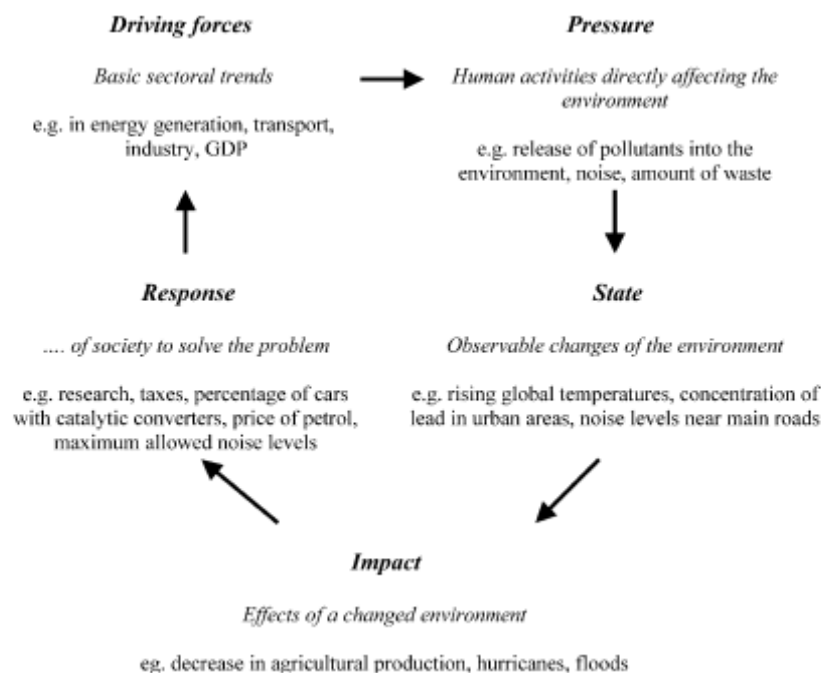 Driving forces
Basic sectoral trends
e.g. in energy generation, transport,
industry, GDP
Pressure
Human activities directly affecting the
environment
e.g. release of pollutants into the
environment, noise, amount of waste
Response
.... of society to solve the problem
e.g. research, taxes, percentage of cars
with catalytic converters, price of petrol,
maximum allowed noise levels
State
Observable changes of the environment
e.g. rising global temperatures, concentration of
lead in urban areas, noise levels near main roads
Impact
Effects of a changed environment
eg. decrease in agricultural production, hurricanes, floods